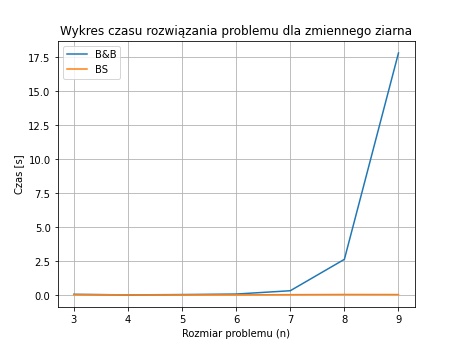 Wykres czasu rozwiązania problemu dla zmiennego ziarna
B&B
BS
17.5
15.0
12.5
10.0
7.5
5.0
2.5
0.0
Czas [s]
3 4 5 6 7 8 9
Rozmiar problemu (n)